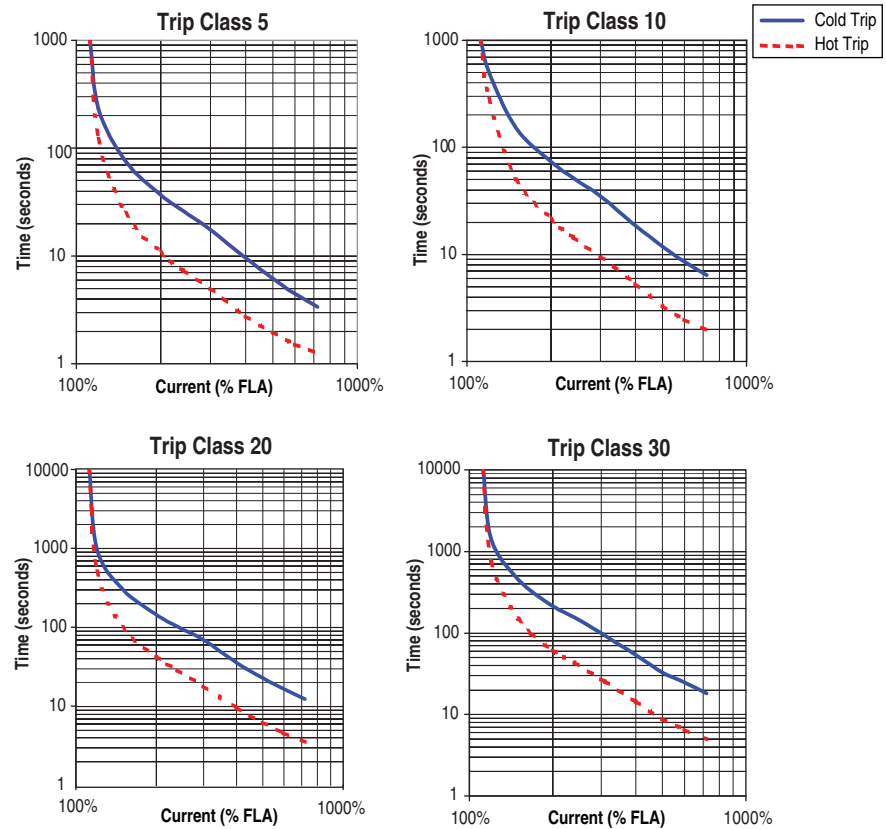 Trip Class 5
Time (seconds)
1000
100
10
1
100%
Current (% FLA)
1000%
Trip Class 10
Time (seconds)
1000
100
10
1
100%
Current (% FLA)
1000%
Cold Trip
Hot Trip
Trip Class 20
Time (seconds)
10000
1000
100
10
1
100%
Current (% FLA)
1000%
Trip Class 30
Time (seconds)
10000
1000
100
10
1
100%
Current (% FLA)
1000%